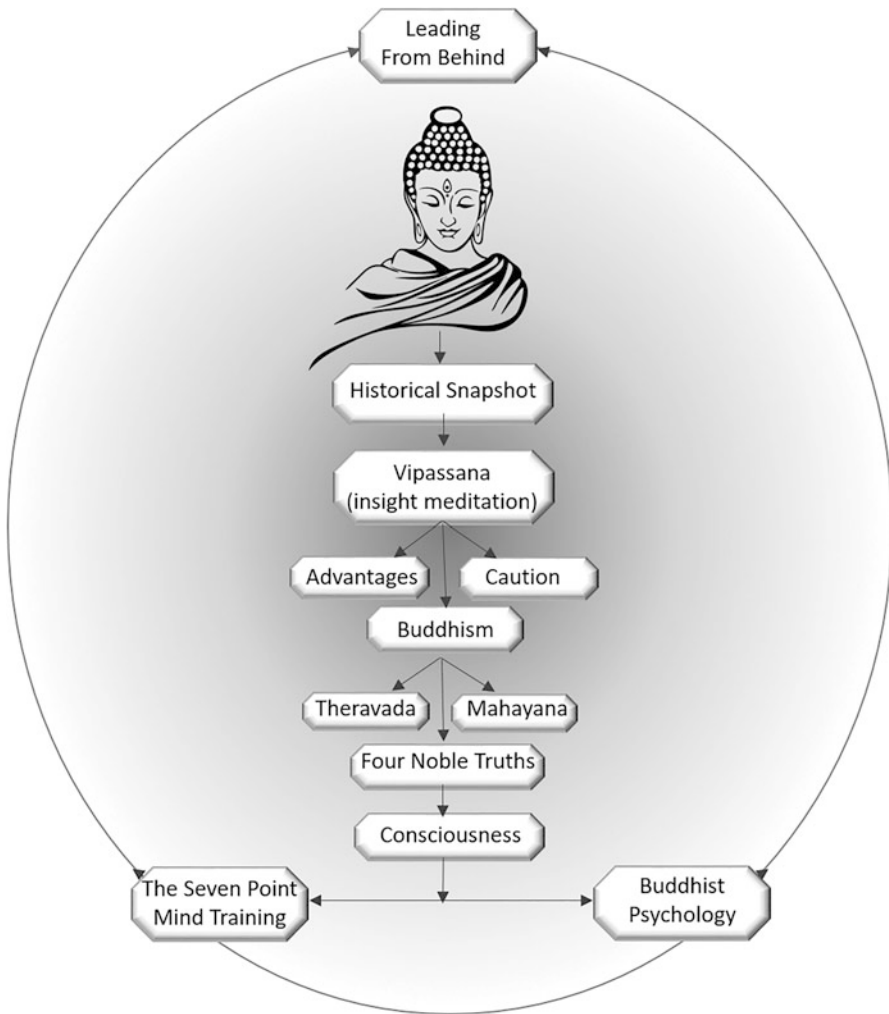 Leading
From Behind
Historical Snapshot
Vipassana
(insight meditation)
Advantages
Caution
Buddhism
Theravada
Mahayana
Four Noble Truths
Consciousness
The Seven Point
Mind Training
Buddhist
Psychology